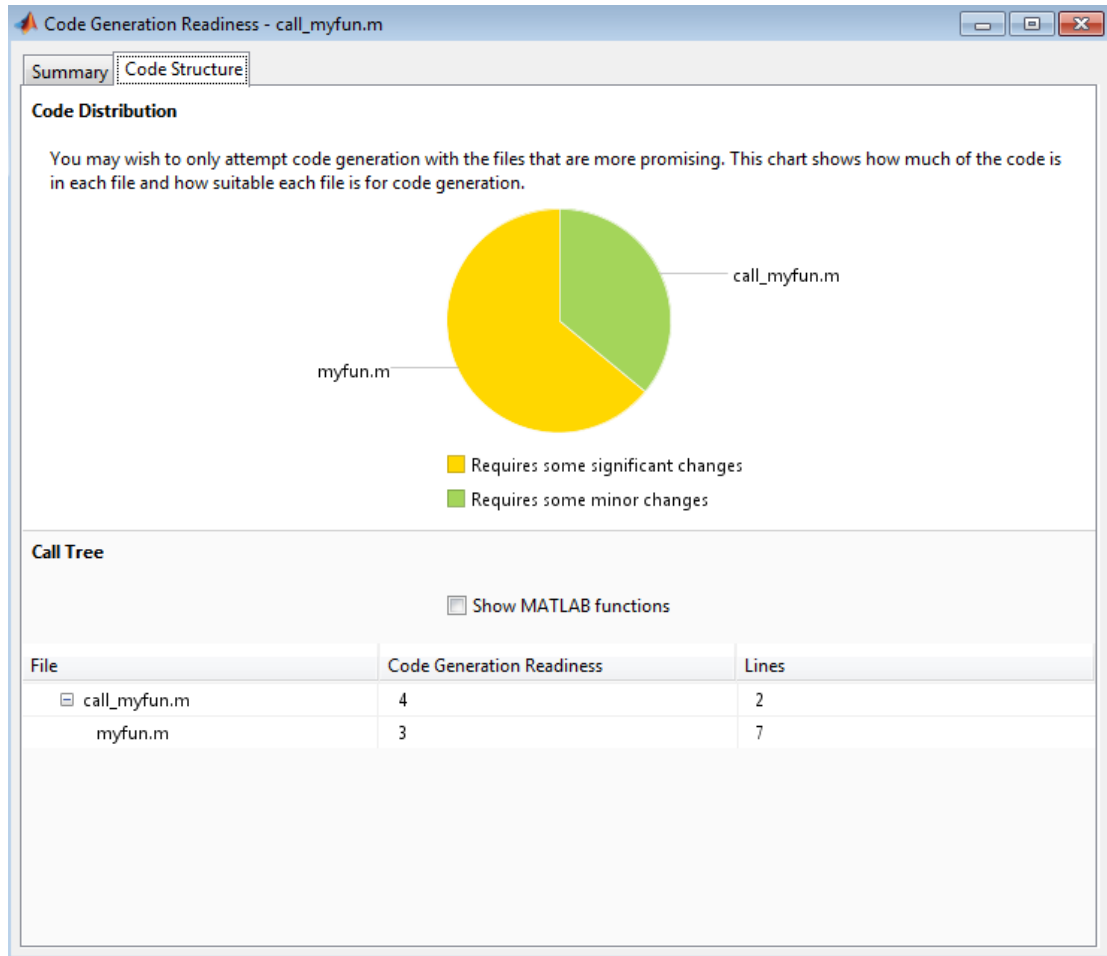 Code Generation Readiness - call_myfun.m
Summary
Code Structure
Code Distribution
You may wish to only attempt code generation with the files that are more promising. This chart shows how much of the code is
in each file and how suitable each file is for code generation.
call_myfun.m
myfun.m
Requires some significant changes
Requires some minor changes
Call Tree
Show MATLAB functions
File Code Generation Readiness Lines
call_myfun.m 4 2
myfun.m 3 7